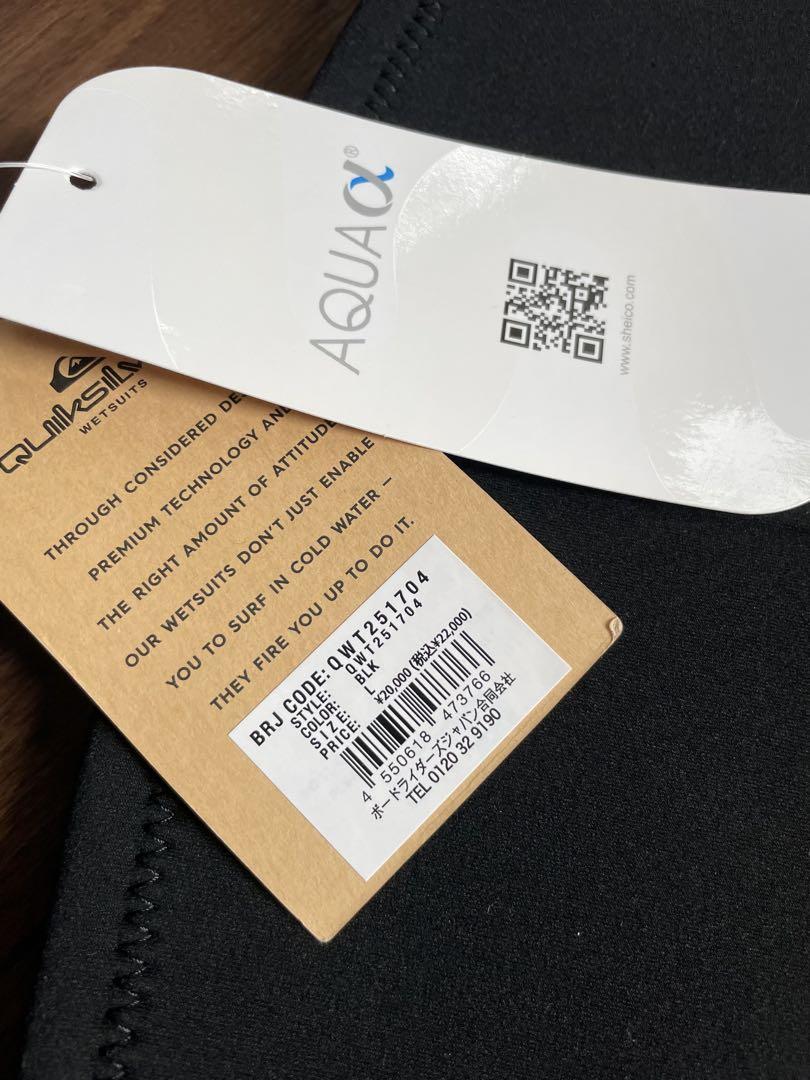 AQUAα®
www.sheico.com
QUIKSILV
WETSUITS
THROUGH CONSIDERED DE
PREMIUM TECHNOLOGY AND
THE RIGHT AMOUNT OF ATTITUDE
OUR WETSUITS DON'T JUST ENABLE
YOU TO SURF IN COLD WATER –
THEY FIRE YOU UP TO DO IT.
BRJ CODE: QWT251704
STYLE: QWT251704
COLOR: BLK
SIZE: L
PRICE: ¥20,000 (税込¥22,000)
4 550618 473766
ボードライダーズジャパン合同会社
TEL 0120 32 9190